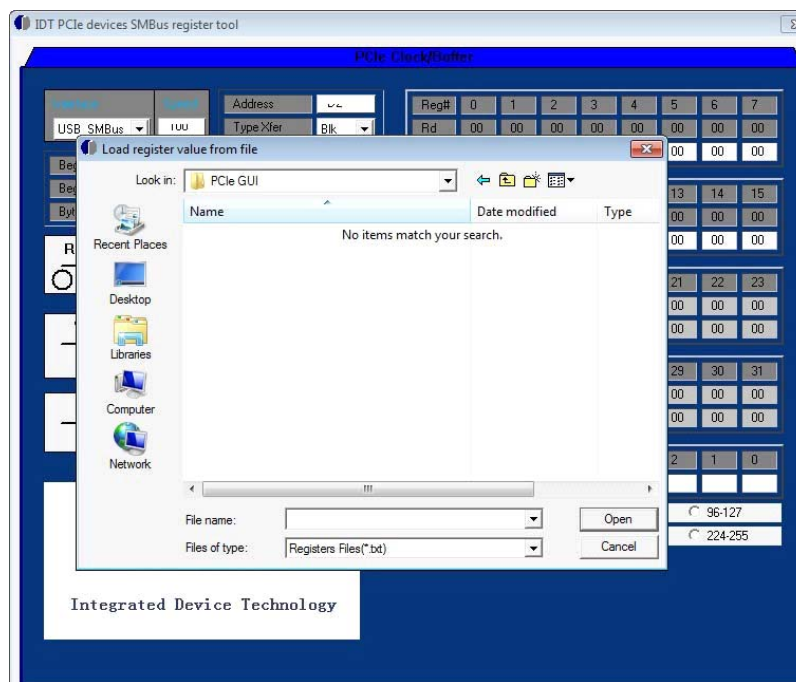 IDT PCIe devices SMBus register tool
PCIe Clock/Buffer
Address
Reg# 0 1 2 3 4 5 6 7
USB_SMBus 100 Type Xfer Blk Rd 00 00 00 00 00 00 00 00
Load register value from file
00 00 00
Look in: PCIe GUI
Name Date modified Type
No items match your search.
13 14 15
00 00 00
00 00 00
Recent Places
Desktop
21 22 23
00 00 00
00 00 00
Libraries
Computer
29 30 31
00 00 00
00 00 00
Network
2 1 0
File name: Open
96-127
Files of type: Registers Files(*.txt) Cancel
224-255
Integrated Device Technology